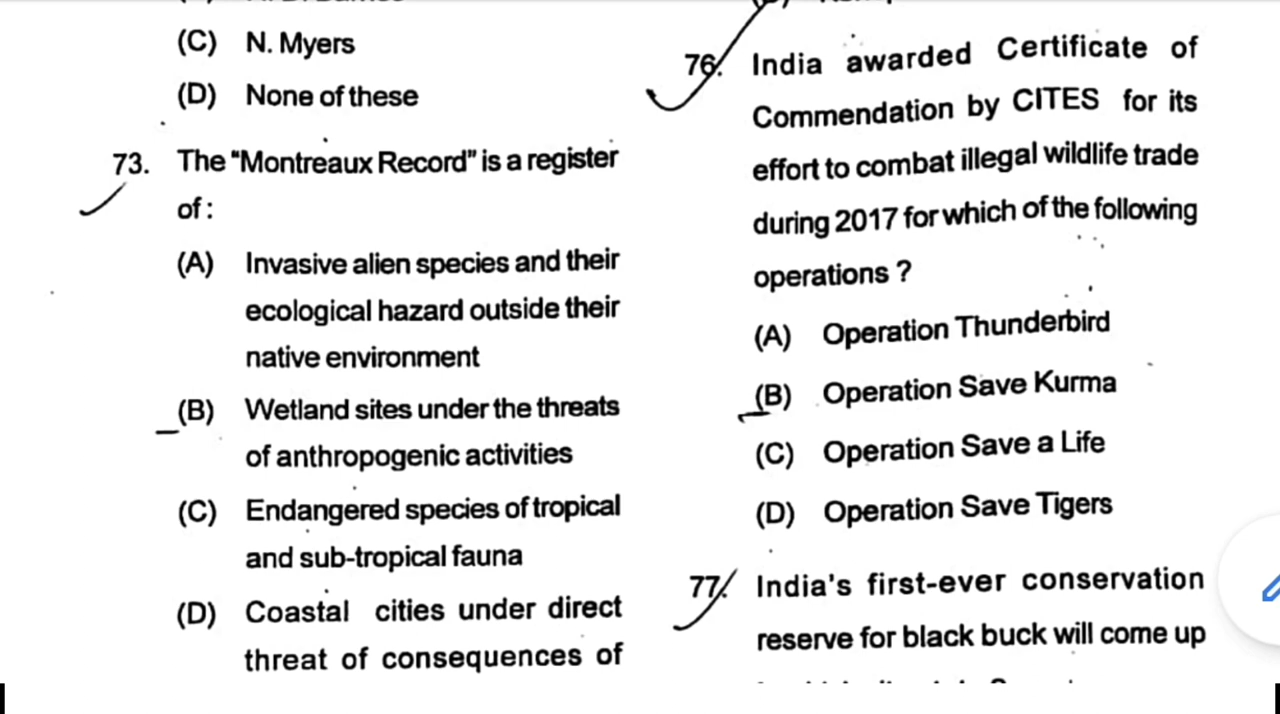 (C) N. Myers
(D) None of these
73. The "Montreaux Record" is a register
of :
(A) Invasive alien species and their
ecological hazard outside their
native environment
(B) Wetland sites under the threats
of anthropogenic activities
(C) Endangered species of tropical
and sub-tropical fauna
(D) Coastal cities under direct
threat of consequences of
76. India awarded Certificate of
Commendation by CITES for its
effort to combat illegal wildlife trade
during 2017 for which of the following
operations ?
(A) Operation Thunderbird
(B) Operation Save Kurma
(C) Operation Save a Life
(D) Operation Save Tigers
77. India's first-ever conservation
reserve for black buck will come up